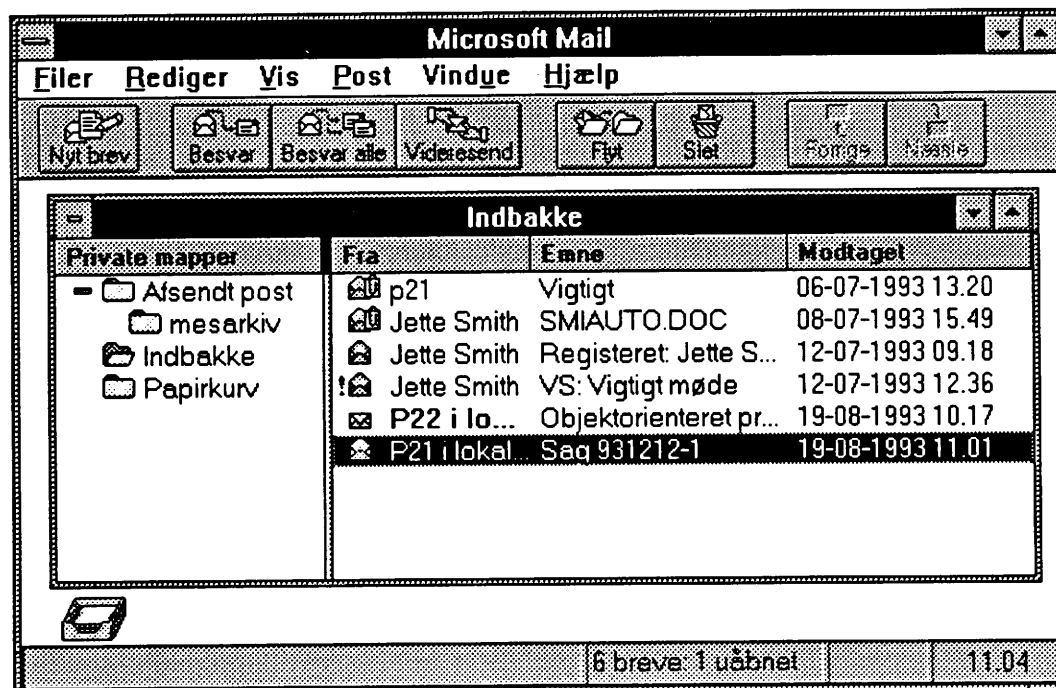 Microsoft Mail
Filer Rediger Vis Post Vindue Hjælp
Nyt brev Besvar Besvar alle Videresend Flyt Slet Forrige Næste
Indbakke
Private mapper Fra Emne Modtaget
Afsendt post p21 Vigtigt 06-07-1993 13.20
mesarkiv Jette Smith SMIAUTO.DOC 08-07-1993 15.49
Indbakke Jette Smith Registeret: Jette S... 12-07-1993 09.18
Papirkurv ! Jette Smith VS: Vigtigt møde 12-07-1993 12.36
P22 i lo... Objektorienteret pr... 19-08-1993 10.17
P21 i lokal... Sag 931212-1 19-08-1993 11.01
6 breve: 1 uåbnet 11.04